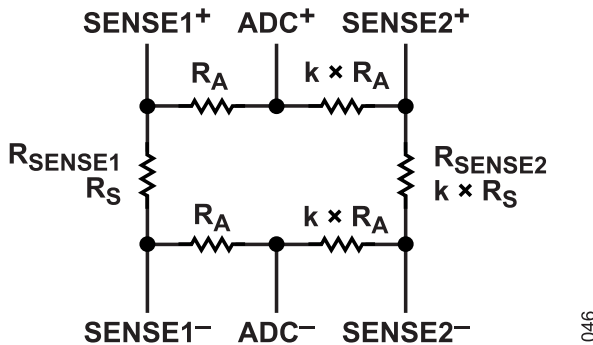 SENSE1+ ADC+ SENSE2+
RA k × RA
RSENSE1 RSENSE2
RS k × RS
RA k × RA
SENSE1– ADC– SENSE2–
046